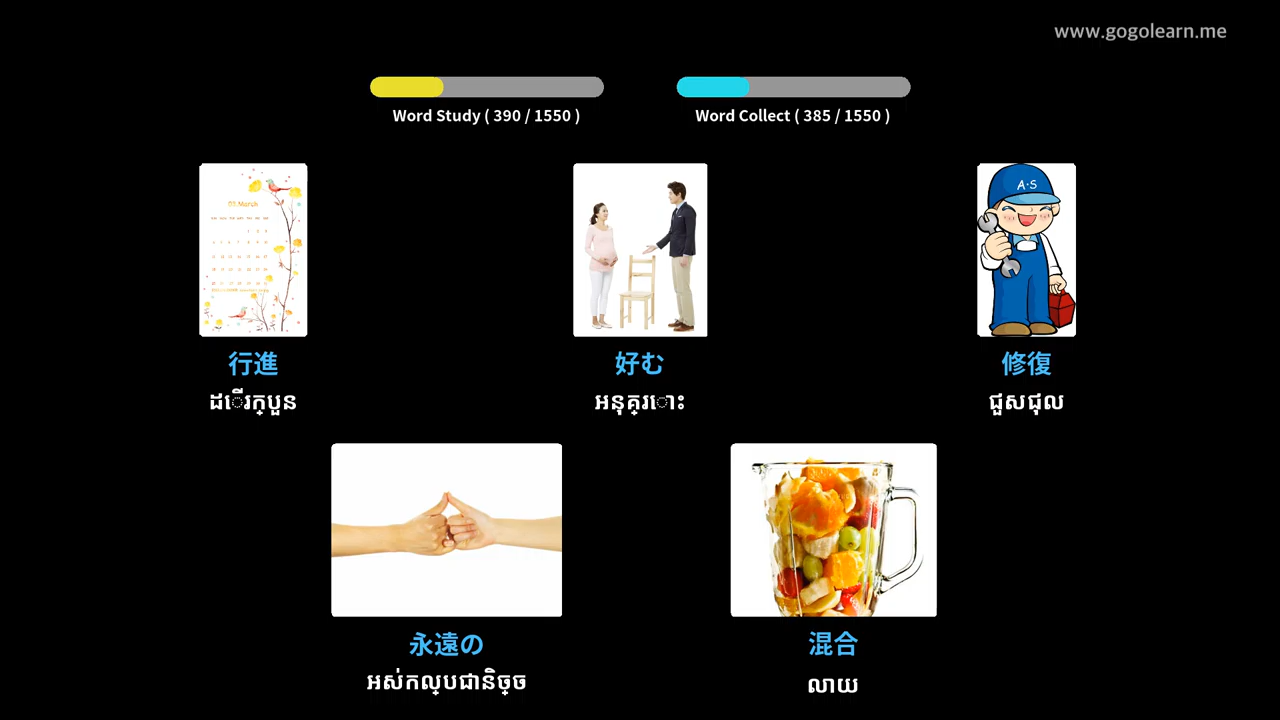 www.gogolearn.me
Word Study ( 390 / 1550 )
Word Collect ( 385 / 1550 )
03 March
A·S
行進
好む
修復
ដើរក្បួន
អនុគ្រោះ
ជួសជុល
永遠の
混合
អស់កល្បជានិច្ច
លាយ